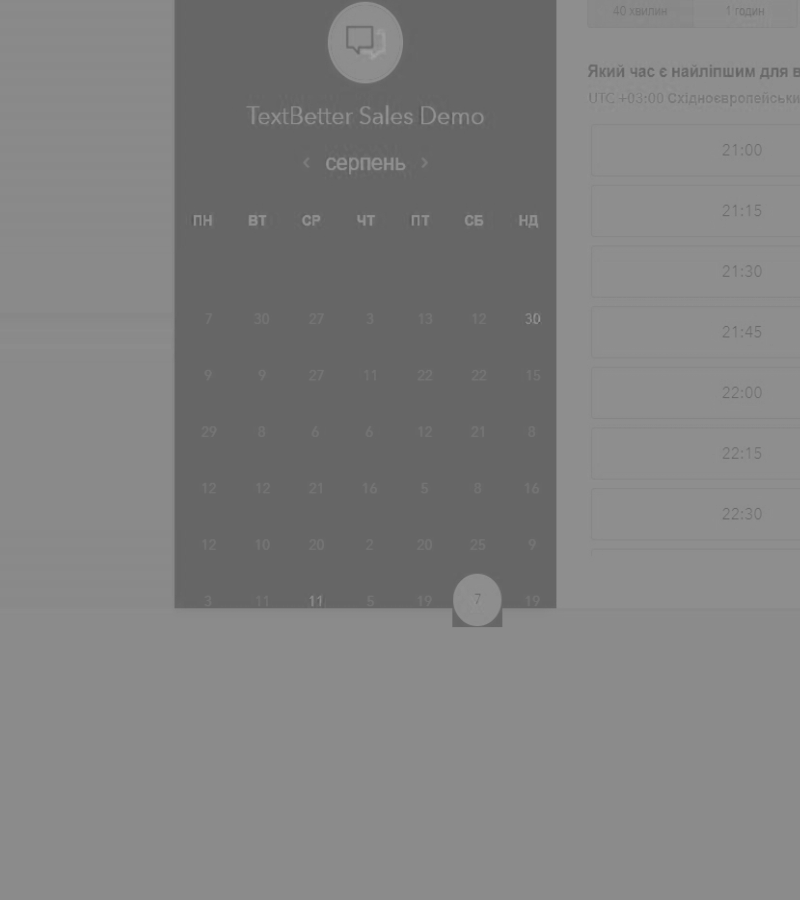 TextBetter Sales Demo
‹ серпень ›
ПН ВТ СР ЧТ ПТ СБ НД
7 30 27 3 13 12 30
9 9 27 11 22 22 15
29 8 6 6 12 21 8
12 12 21 16 5 8 16
12 10 20 2 20 25 9
3 11 11 5 19 7 19
40 хвилин 1 годин
Який час є найліпшим для в
UTC +03:00 Східноєвропейськи
21:00
21:15
21:30
21:45
22:00
22:15
22:30